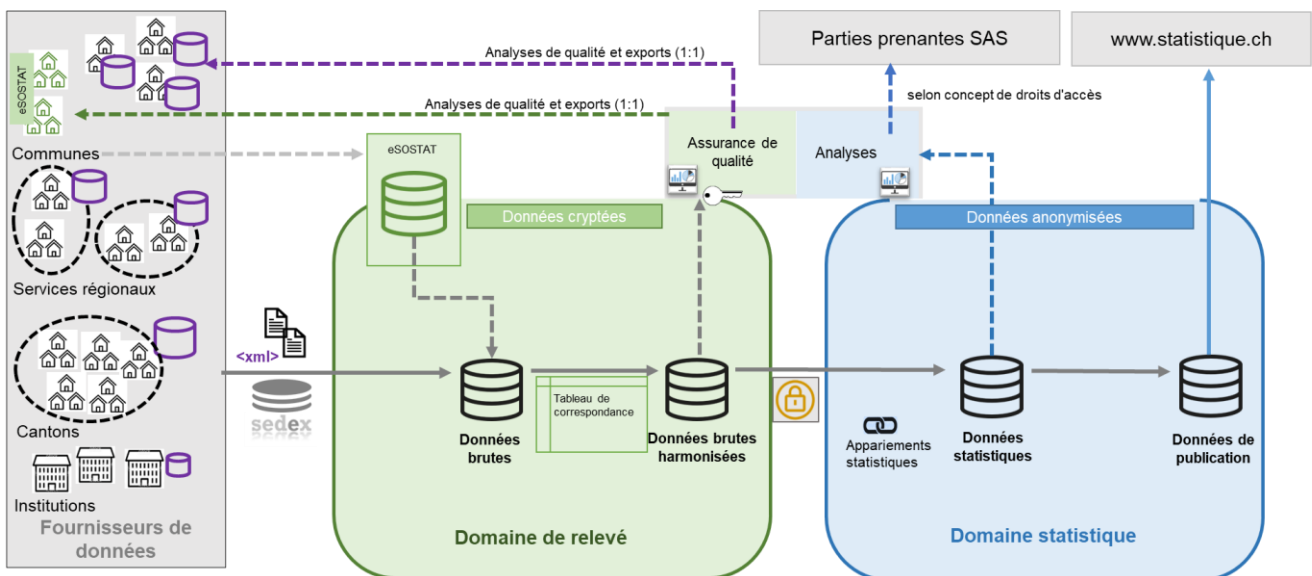 Parties prenantes SAS
www.statistique.ch
Analyses de qualité et exports (1:1)
selon concept de droits d'accès
Analyses de qualité et exports (1:1)
eSOSTAT
Communes
eSOSTAT
Assurance de
qualité
Analyses
Données cryptées
Données anonymisées
Services régionaux
<xml>
sedex
Tableau de
correspondance
Cantons
Données
brutes
Données brutes
harmonisées
Appariements
statistiques
Données
statistiques
Données de
publication
Institutions
Fournisseurs de
données
Domaine de relevé
Domaine statistique